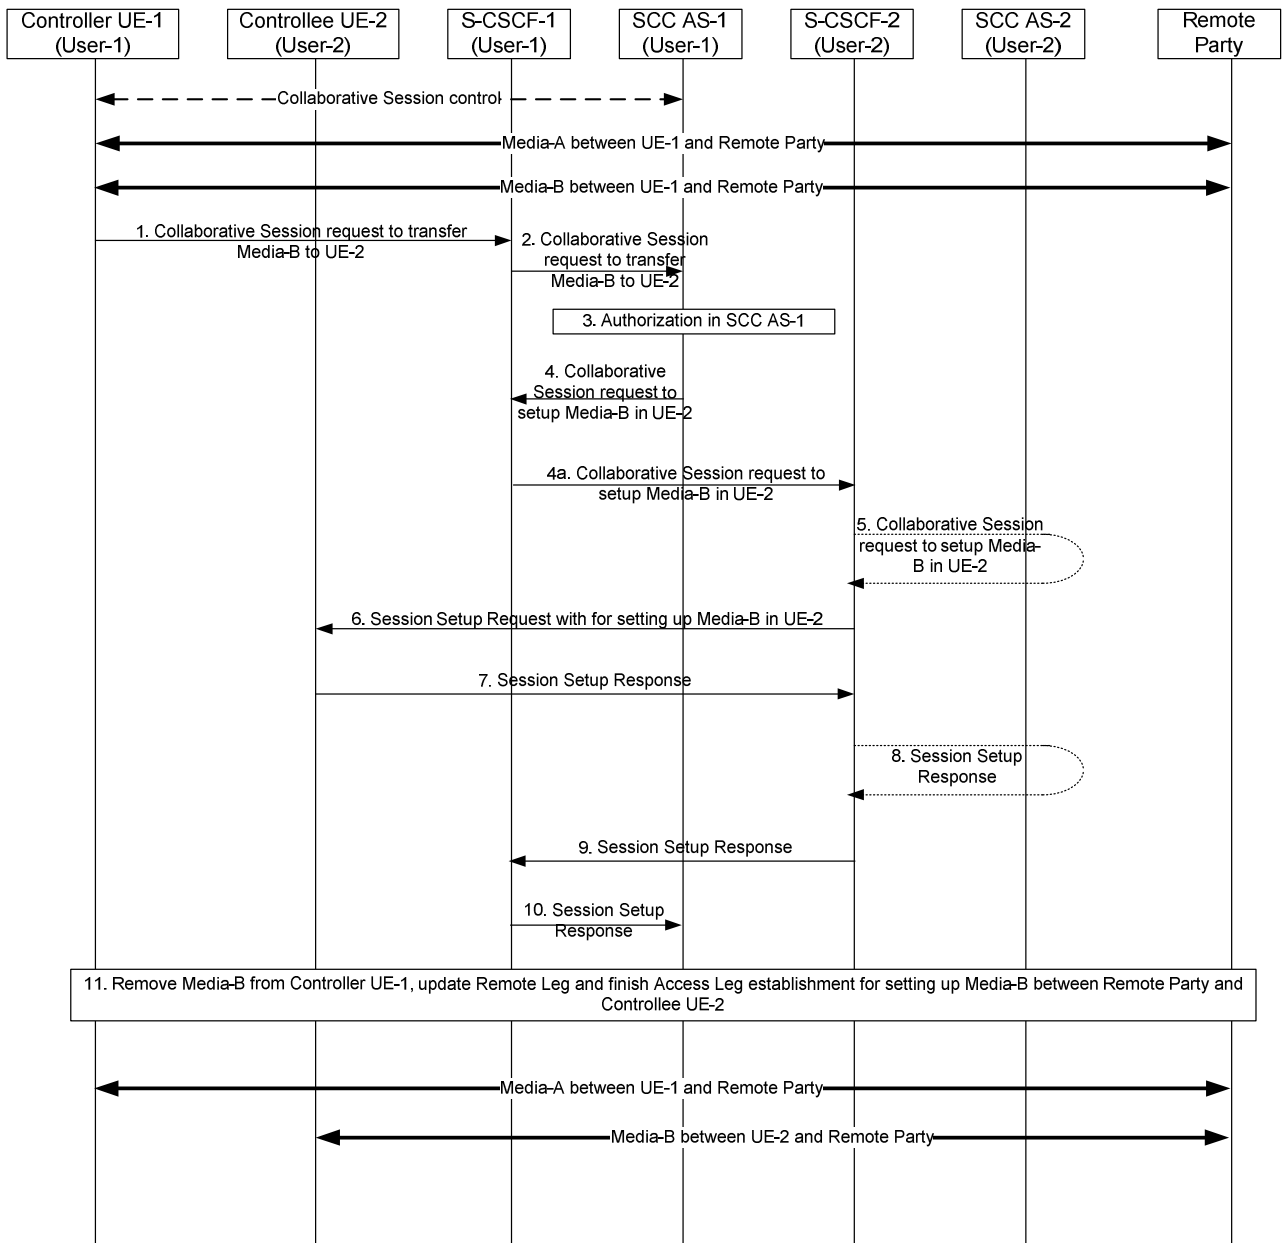 Controller UE-1
(User-1)
Controllee UE-2
(User-2)
S-CSCF-1
(User-1)
SCC AS-1
(User-1)
S-CSCF-2
(User-2)
SCC AS-2
(User-2)
Remote
Party
Collaborative Session control
Media-A between UE-1 and Remote Party
Media-B between UE-1 and Remote Party
1. Collaborative Session request to transfer
Media-B to UE-2
2. Collaborative Session
request to transfer
Media-B to UE-2
3. Authorization in SCC AS-1
4. Collaborative
Session request to
setup Media-B in UE-2
4a. Collaborative Session request to
setup Media-B in UE-2
5. Collaborative Session
request to setup Media-
B in UE-2
6. Session Setup Request with for setting up Media-B in UE-2
7. Session Setup Response
8. Session Setup
Response
9. Session Setup Response
10. Session Setup
Response
11. Remove Media-B from Controller UE-1, update Remote Leg and finish Access Leg establishment for setting up Media-B between Remote Party and
Controllee UE-2
Media-A between UE-1 and Remote Party
Media-B between UE-2 and Remote Party